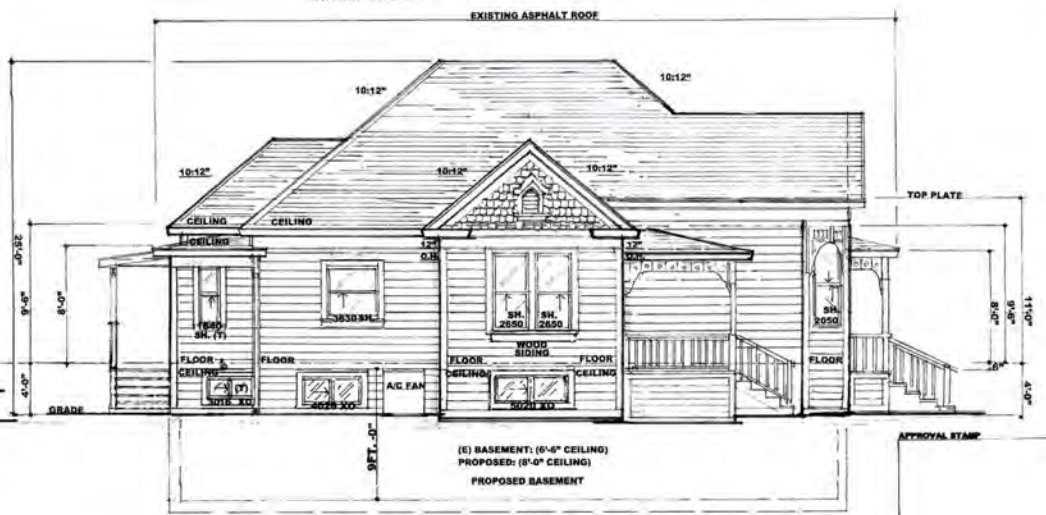 EXISTING ASPHALT ROOF
10:12"
10:12"
10:12"
10:12"
10:12"
TOP PLATE
CEILING
CEILING
CEILING
12"
O.H.
12"
O.H.
25'-0"
9'-6"
8'-0"
4'-0"
1640
SH. (T)
3630 SH.
SH.
2650
SH.
2650
SH.
2050
WOOD
SIDING
8'-0"
9'-6"
11'-0"
6"
4'-0"
FLOOR
CEILING
FLOOR
FLOOR
CEILING
FLOOR
CEILING
FLOOR
(T)
3016 XO
4020 XO
A/C FAN
5020 XO
GRADE
9FT. -0"
(E) BASEMENT: (6'-6" CEILING)
PROPOSED: (8'-0" CEILING)
PROPOSED BASEMENT
APPROVAL STAMP